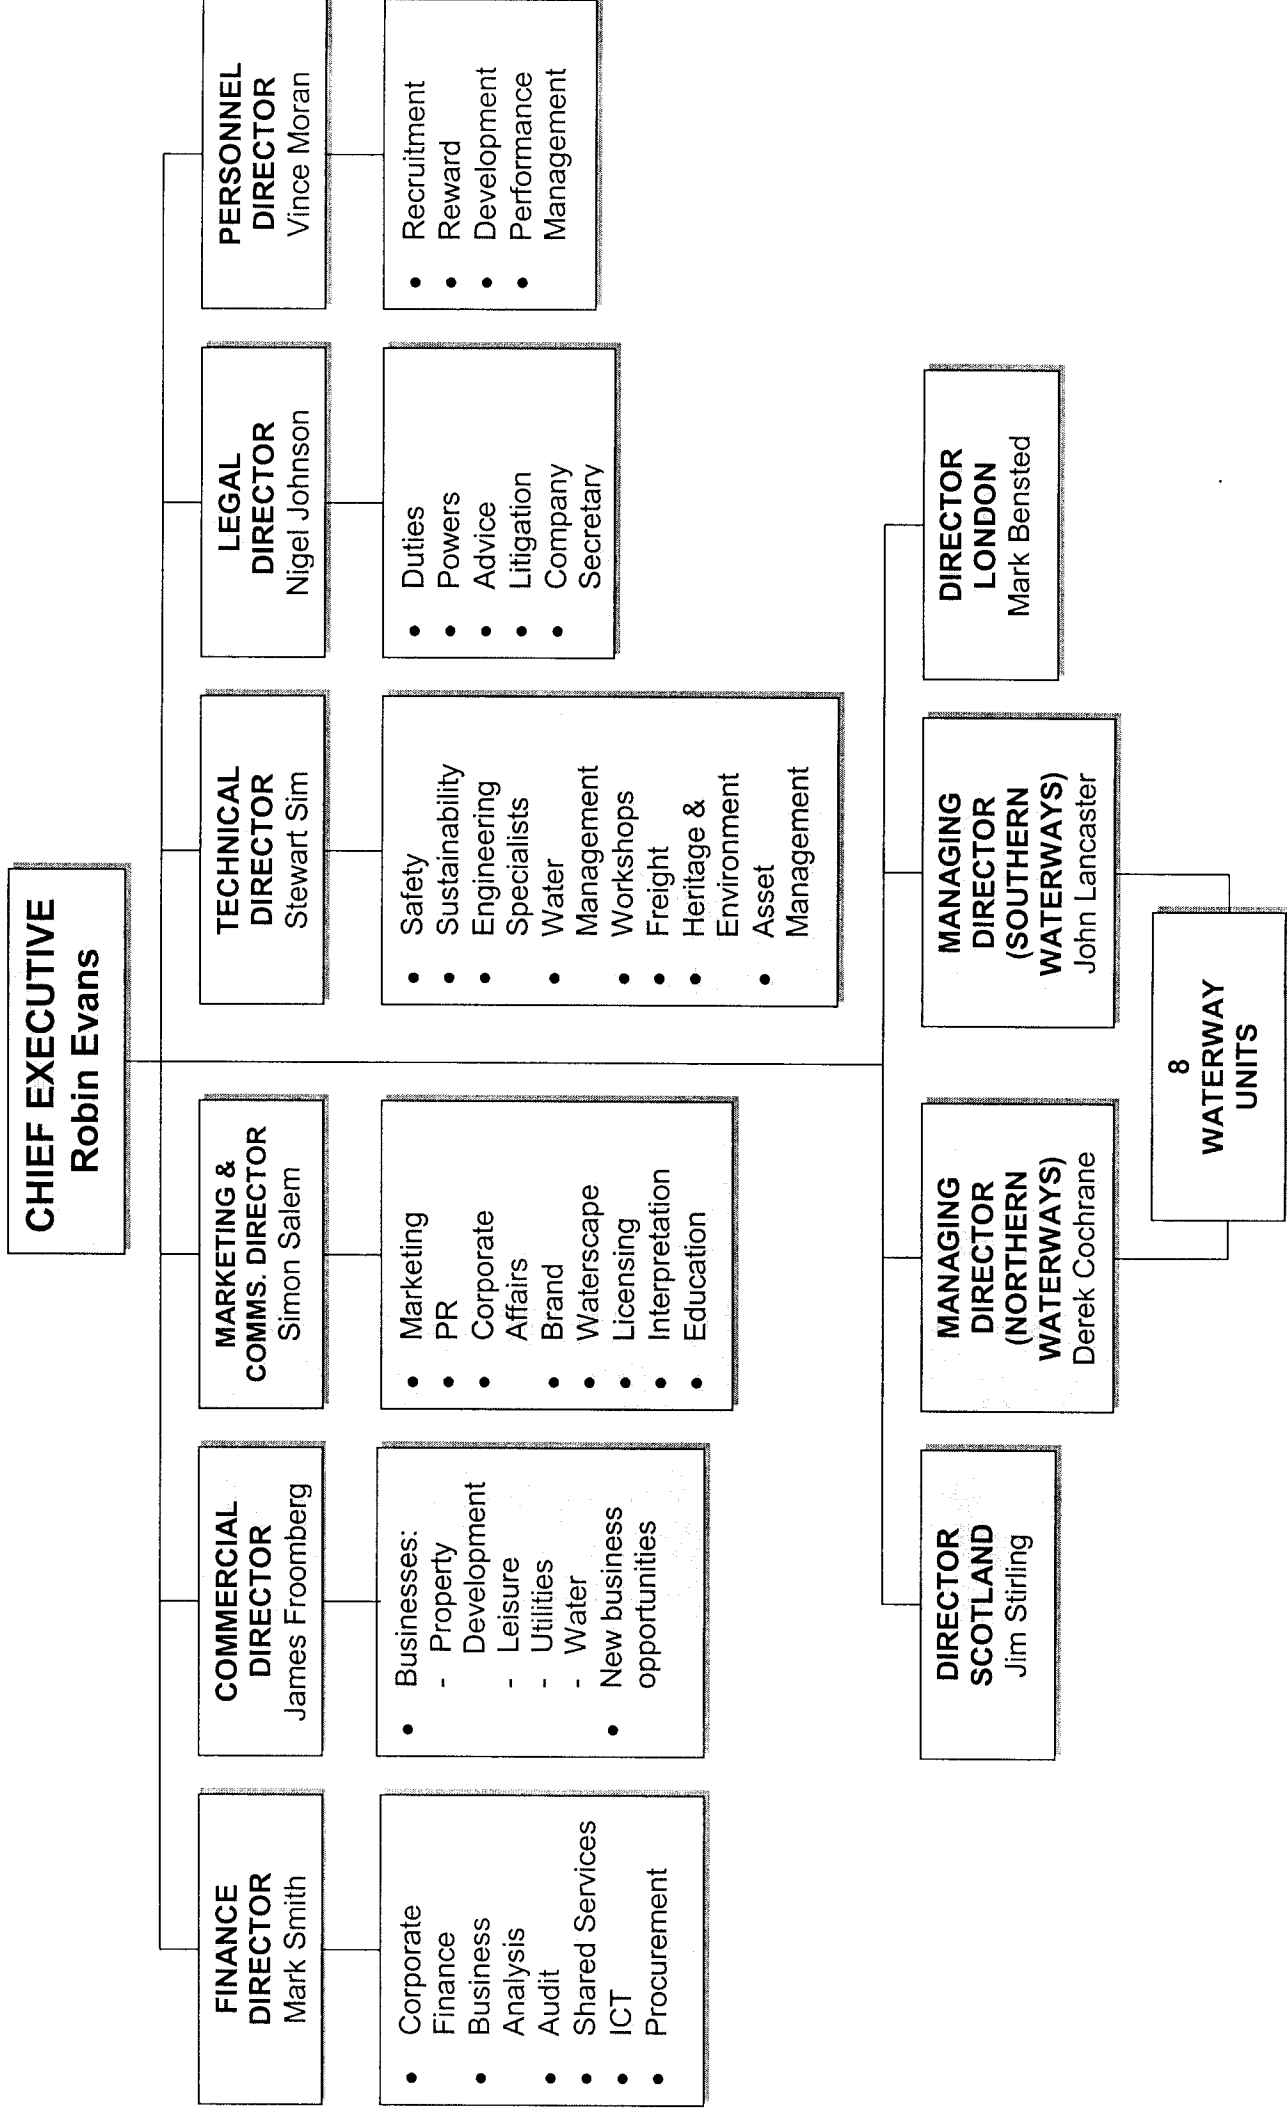 CHIEF EXECUTIVE
Robin Evans
FINANCE
DIRECTOR
Mark Smith
COMMERCIAL
DIRECTOR
James Froomberg
MARKETING &
COMMS. DIRECTOR
Simon Salem
TECHNICAL
DIRECTOR
Stewart Sim
LEGAL
DIRECTOR
Nigel Johnson
PERSONNEL
DIRECTOR
Vince Moran
• Corporate
Finance
• Business
Analysis
• Audit
• Shared Services
• ICT
• Procurement
• Businesses:
- Property
Development
- Leisure
- Utilities
- Water
• New business
opportunities
• Marketing
• PR
• Corporate
Affairs
• Brand
• Waterscape
• Licensing
• Interpretation
• Education
• Safety
• Sustainability
• Engineering
Specialists
• Water
Management
• Workshops
• Freight
• Heritage &
Environment
• Asset
Management
• Duties
• Powers
• Advice
• Litigation
• Company
Secretary
• Recruitment
• Reward
• Development
• Performance
Management
DIRECTOR
SCOTLAND
Jim Stirling
MANAGING
DIRECTOR
(NORTHERN
WATERWAYS)
Derek Cochrane
MANAGING
DIRECTOR
(SOUTHERN
WATERWAYS)
John Lancaster
DIRECTOR
LONDON
Mark Bensted
8
WATERWAY
UNITS